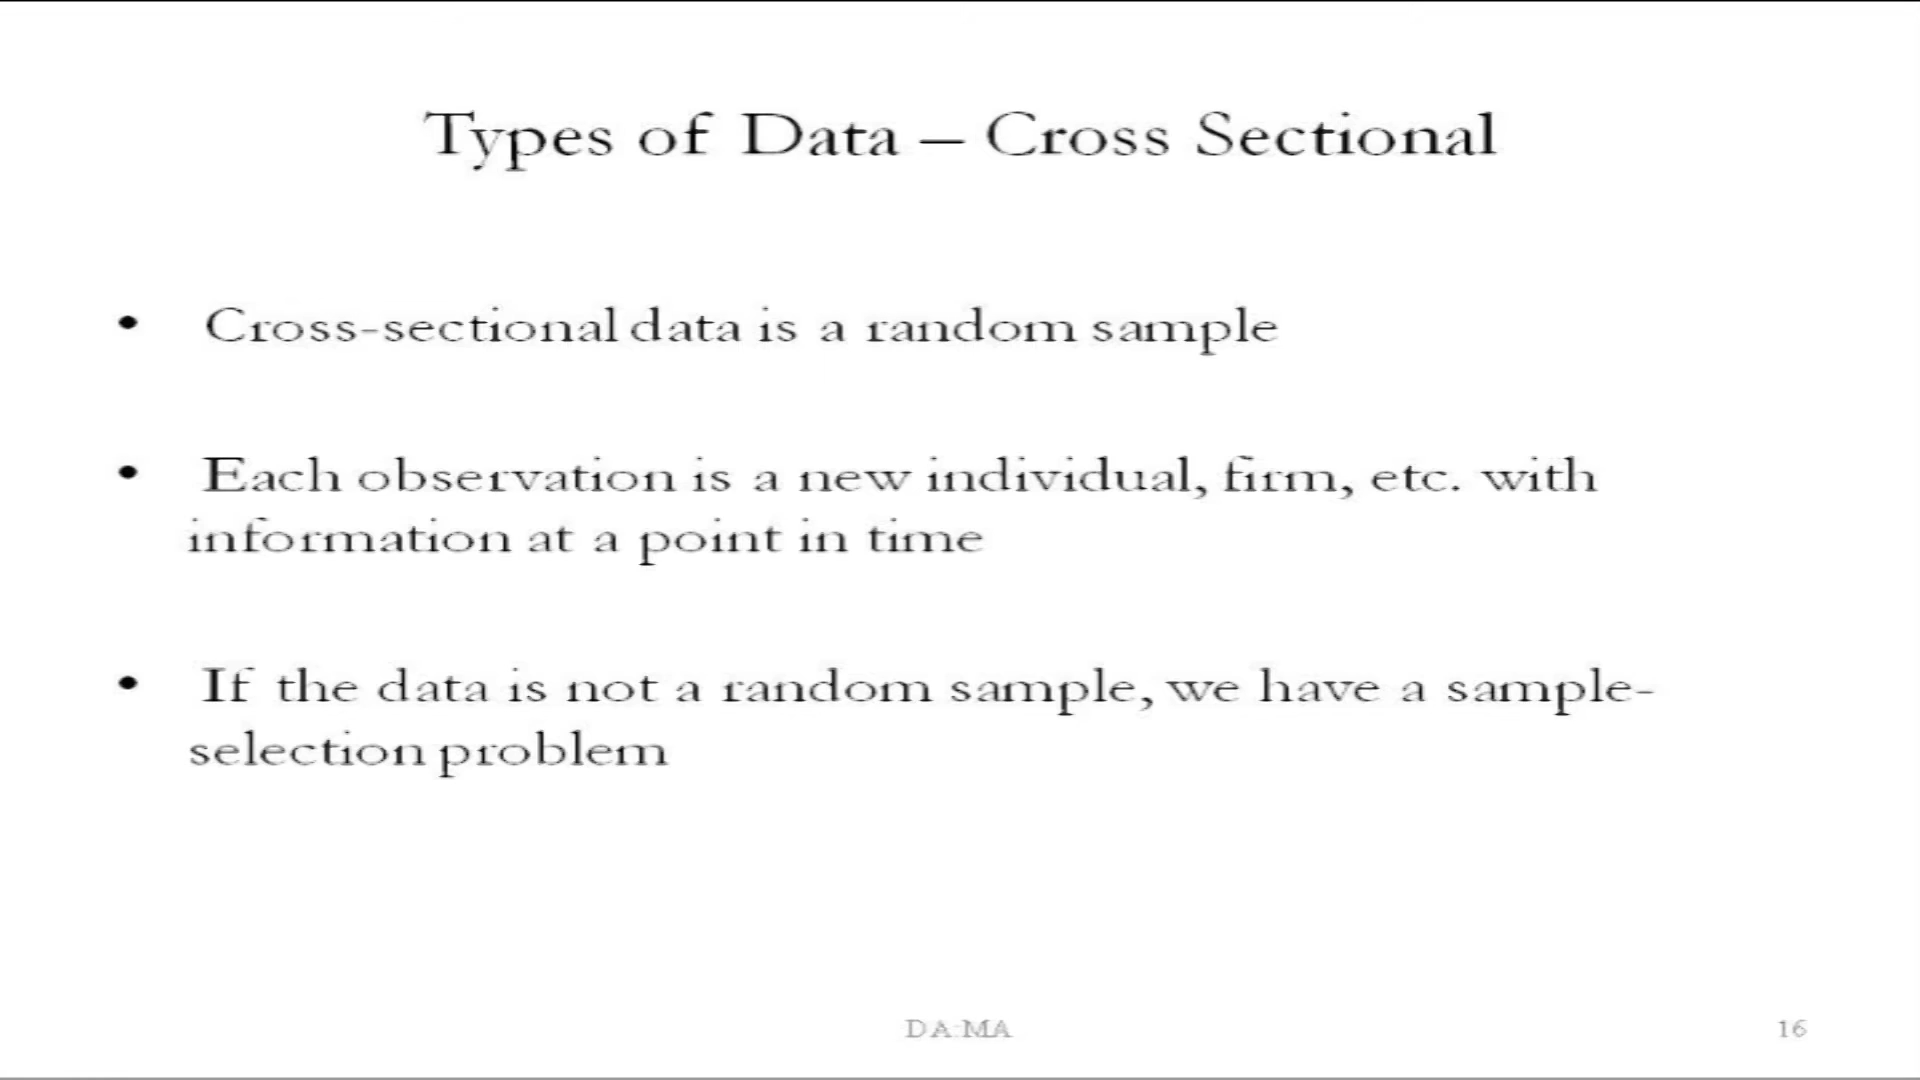 Types of Data – Cross Sectional
• Cross-sectional data is a random sample
• Each observation is a new individual, firm, etc. with
information at a point in time
• If the data is not a random sample, we have a sample-
selection problem
DA:MA
16